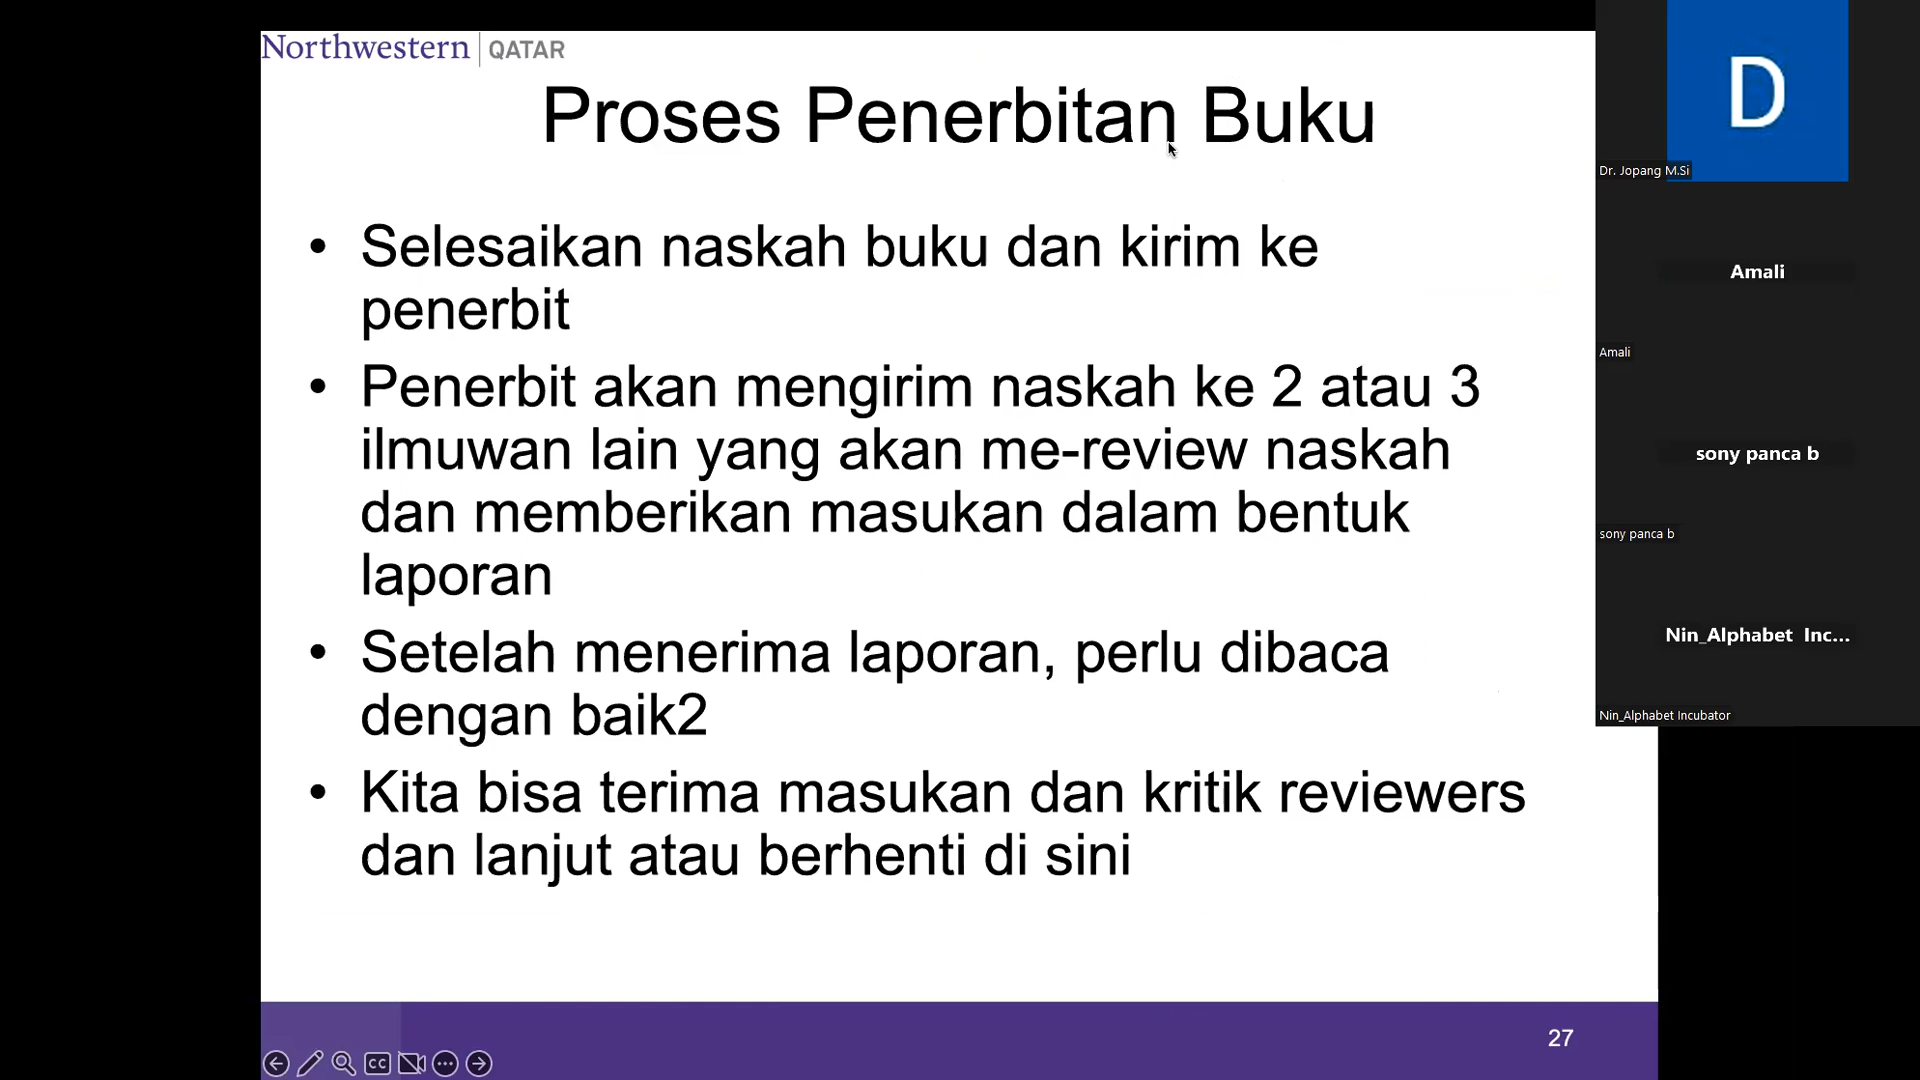 Northwestern | QATAR
Proses Penerbitan Buku
• Selesaikan naskah buku dan kirim ke
penerbit
• Penerbit akan mengirim naskah ke 2 atau 3
ilmuwan lain yang akan me-review naskah
dan memberikan masukan dalam bentuk
laporan
• Setelah menerima laporan, perlu dibaca
dengan baik2
• Kita bisa terima masukan dan kritik reviewers
dan lanjut atau berhenti di sini
27
CC
D
Dr. Jopang M.Si
Amali
Amali
sony panca b
sony panca b
Nin_Alphabet Inc...
Nin_Alphabet Incubator